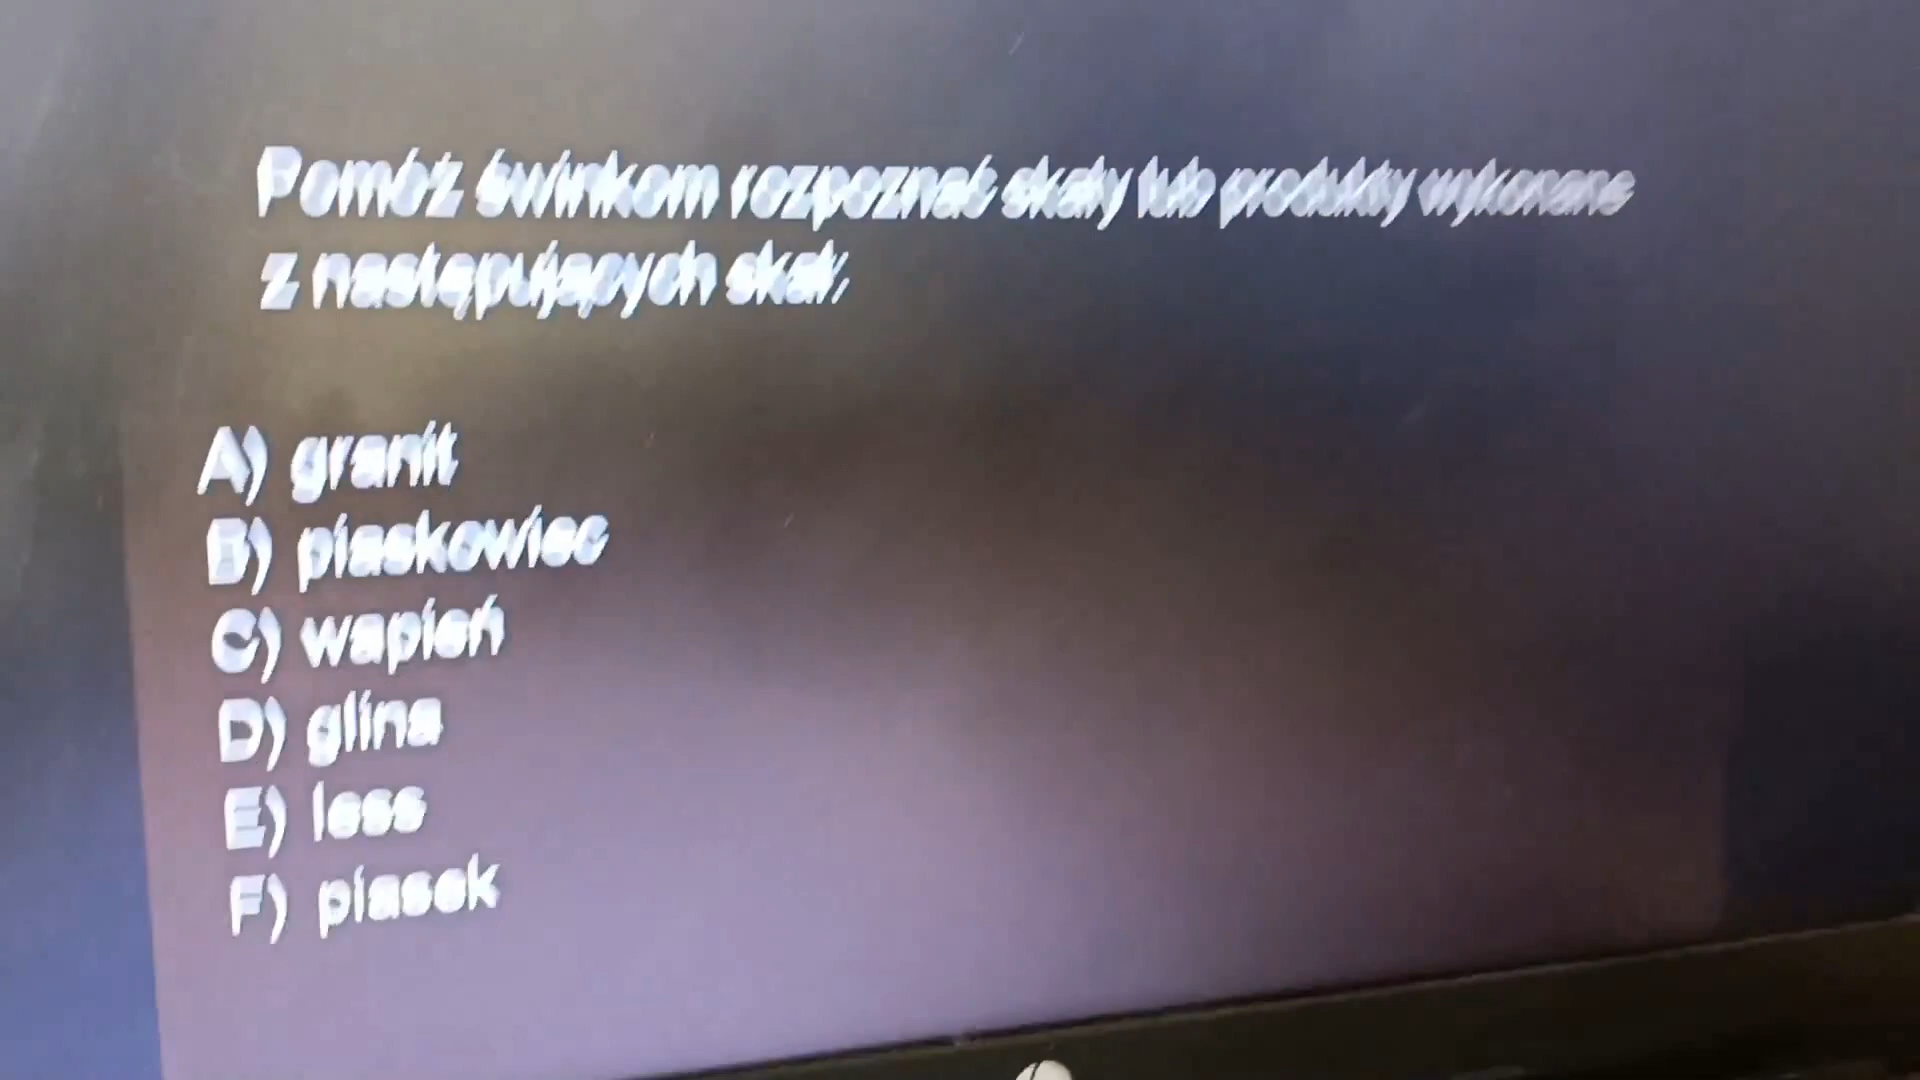 Pomóż świnkom rozpoznać skały lub produkty wykonane
z następujących skał.
A) granit
B) piaskowiec
C) wapień
D) glina
E) less
F) piasek